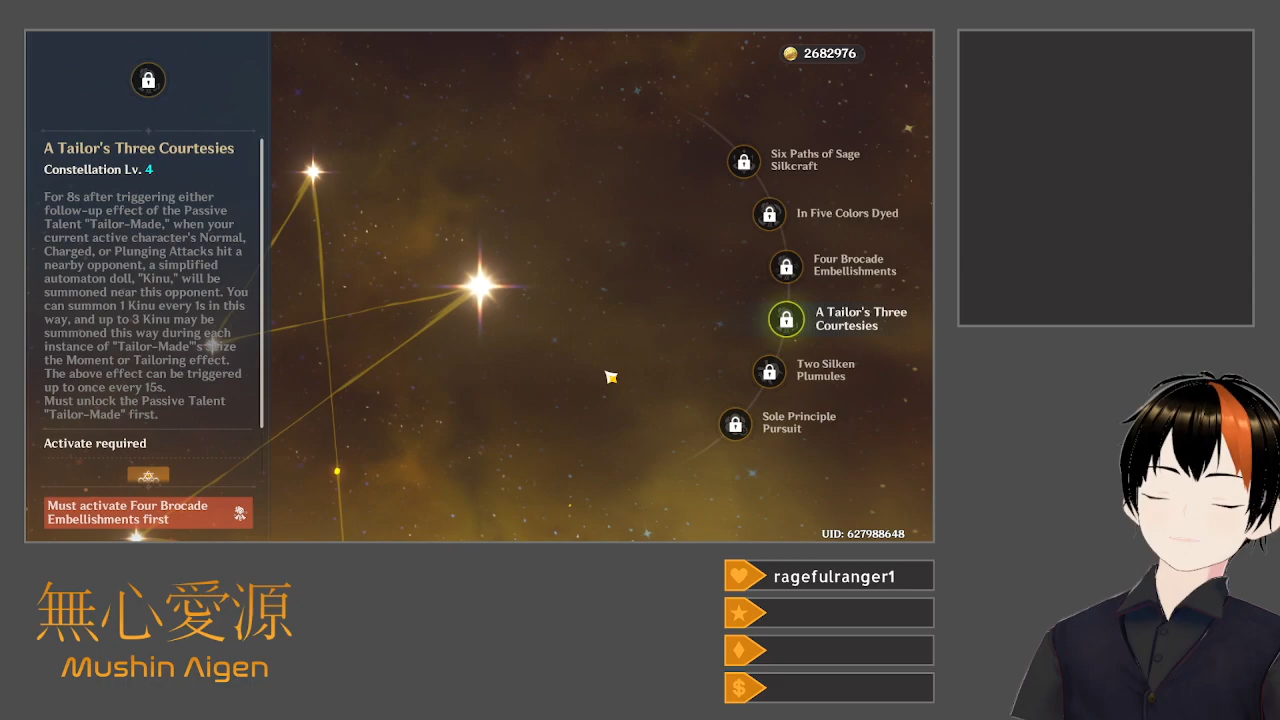 2682976
A Tailor's Three Courtesies
Constellation Lv. 4
For 8s after triggering either
follow-up effect of the Passive
Talent "Tailor-Made," when your
current active character's Normal,
Charged, or Plunging Attacks hit a
nearby opponent, a simplified
automaton doll, "Kinu," will be
summoned near this opponent. You
can summon 1 Kinu every 1s in this
way, and up to 3 Kinu may be
summoned this way during each
instance of "Tailor-Made"'s Seize
the Moment or Tailoring effect.
The above effect can be triggered
up to once every 15s.
Must unlock the Passive Talent
"Tailor-Made" first.
Activate required
Must activate Four Brocade
Embellishments first
Six Paths of Sage
Silkcraft
In Five Colors Dyed
Four Brocade
Embellishments
A Tailor's Three
Courtesies
Two Silken
Plumules
Sole Principle
Pursuit
UID: 627988648
無心愛源
Mushin Aigen
ragefulranger1